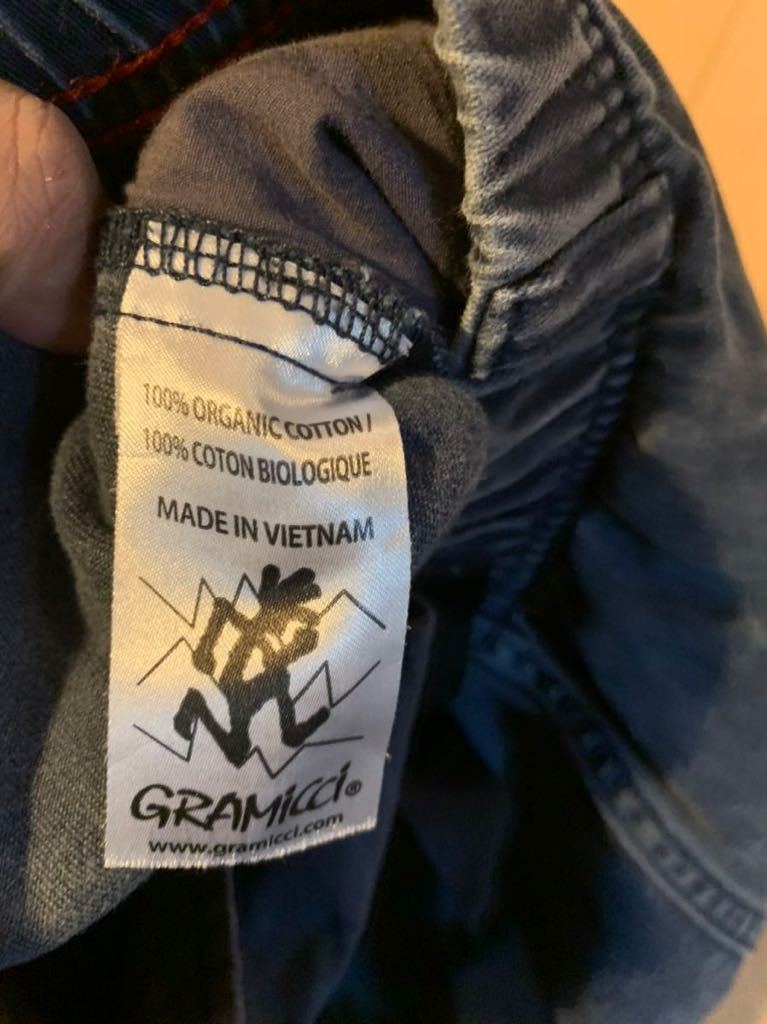 100% ORGANIC COTTON /
100% COTON BIOLOGIQUE
MADE IN VIETNAM
GRAMiCCi®
www.gramicci.com